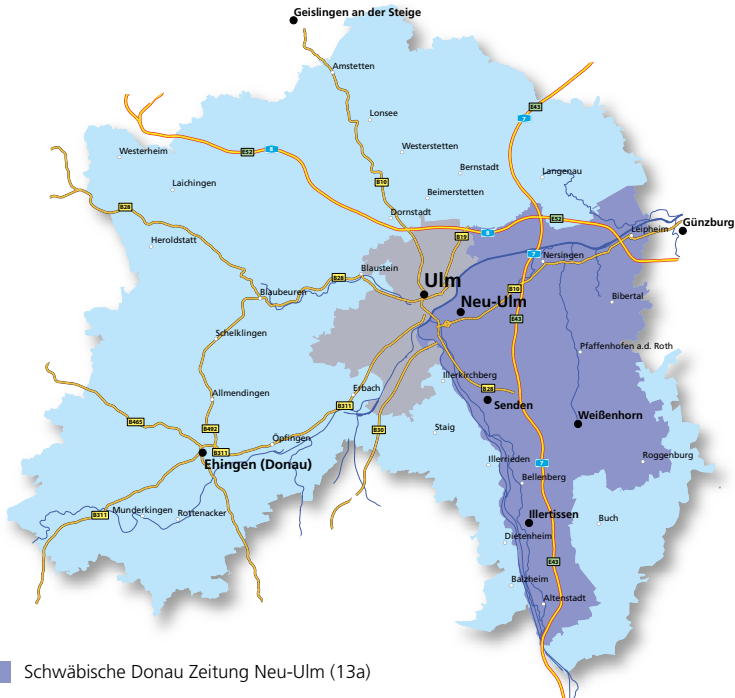 Geislingen an der Steige
Amstetten
Lonsee
E43
7
Westerheim
E52
8
Westerstetten
Bernstadt
Langenau
Laichingen
B10
Beimerstetten
B28
Dornstadt
E52
Günzburg
8
B19
Leipheim
Heroldstatt
7
Nersingen
Blaustein
B28
Ulm
Blaubeuren
B10
Neu-Ulm
Bibertal
E43
Schelklingen
Pfaffenhofen a.d. Roth
Illerkirchberg
Allmendingen
Erbach
B28
B311
Senden
B465
B492
B30
Staig
Weißenhorn
Öpfingen
B311
Ehingen (Donau)
Illerrieden
7
Roggenburg
Bellenberg
Munderkingen
B311
Rottenacker
Illertissen
Buch
Dietenheim
E43
Balzheim
Altenstadt
Schwäbische Donau Zeitung Neu-Ulm (13a)